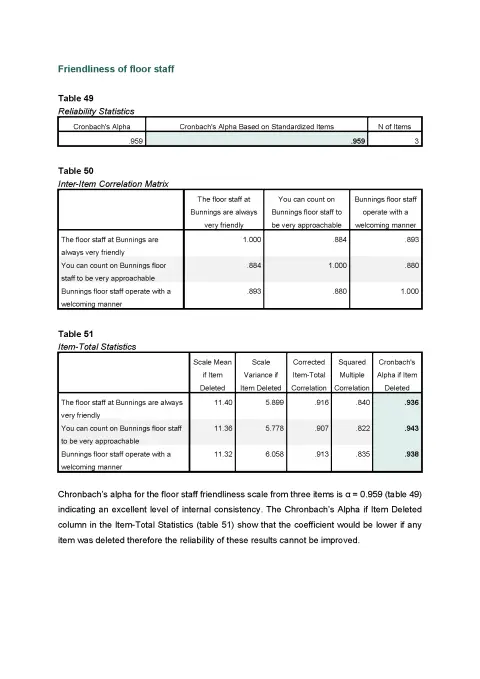 Friendliness of floor staff
Table 49
Reliability Statistics
Cronbach's Alpha Cronbach's Alpha Based on Standardized Items N of Items
.959 .959 3
Table 50
Inter-Item Correlation Matrix
The floor staff at Bunnings are always very friendly You can count on Bunnings floor staff to be very approachable Bunnings floor staff operate with a welcoming manner
The floor staff at Bunnings are always very friendly 1.000 .884 .893
You can count on Bunnings floor staff to be very approachable .884 1.000 .880
Bunnings floor staff operate with a welcoming manner .893 .880 1.000
Table 51
Item-Total Statistics
Scale Mean if Item Deleted Scale Variance if Item Deleted Corrected Item-Total Correlation Squared Multiple Correlation Cronbach's Alpha if Item Deleted
The floor staff at Bunnings are always very friendly 11.40 5.899 .916 .840 .936
You can count on Bunnings floor staff to be very approachable 11.36 5.778 .907 .822 .943
Bunnings floor staff operate with a welcoming manner 11.32 6.058 .913 .835 .938
Chronbach's alpha for the floor staff friendliness scale from three items is α = 0.959 (table 49)
indicating an excellent level of internal consistency. The Chronbach's Alpha if Item Deleted
column in the Item-Total Statistics (table 51) show that the coefficient would be lower if any
item was deleted therefore the reliability of these results cannot be improved.